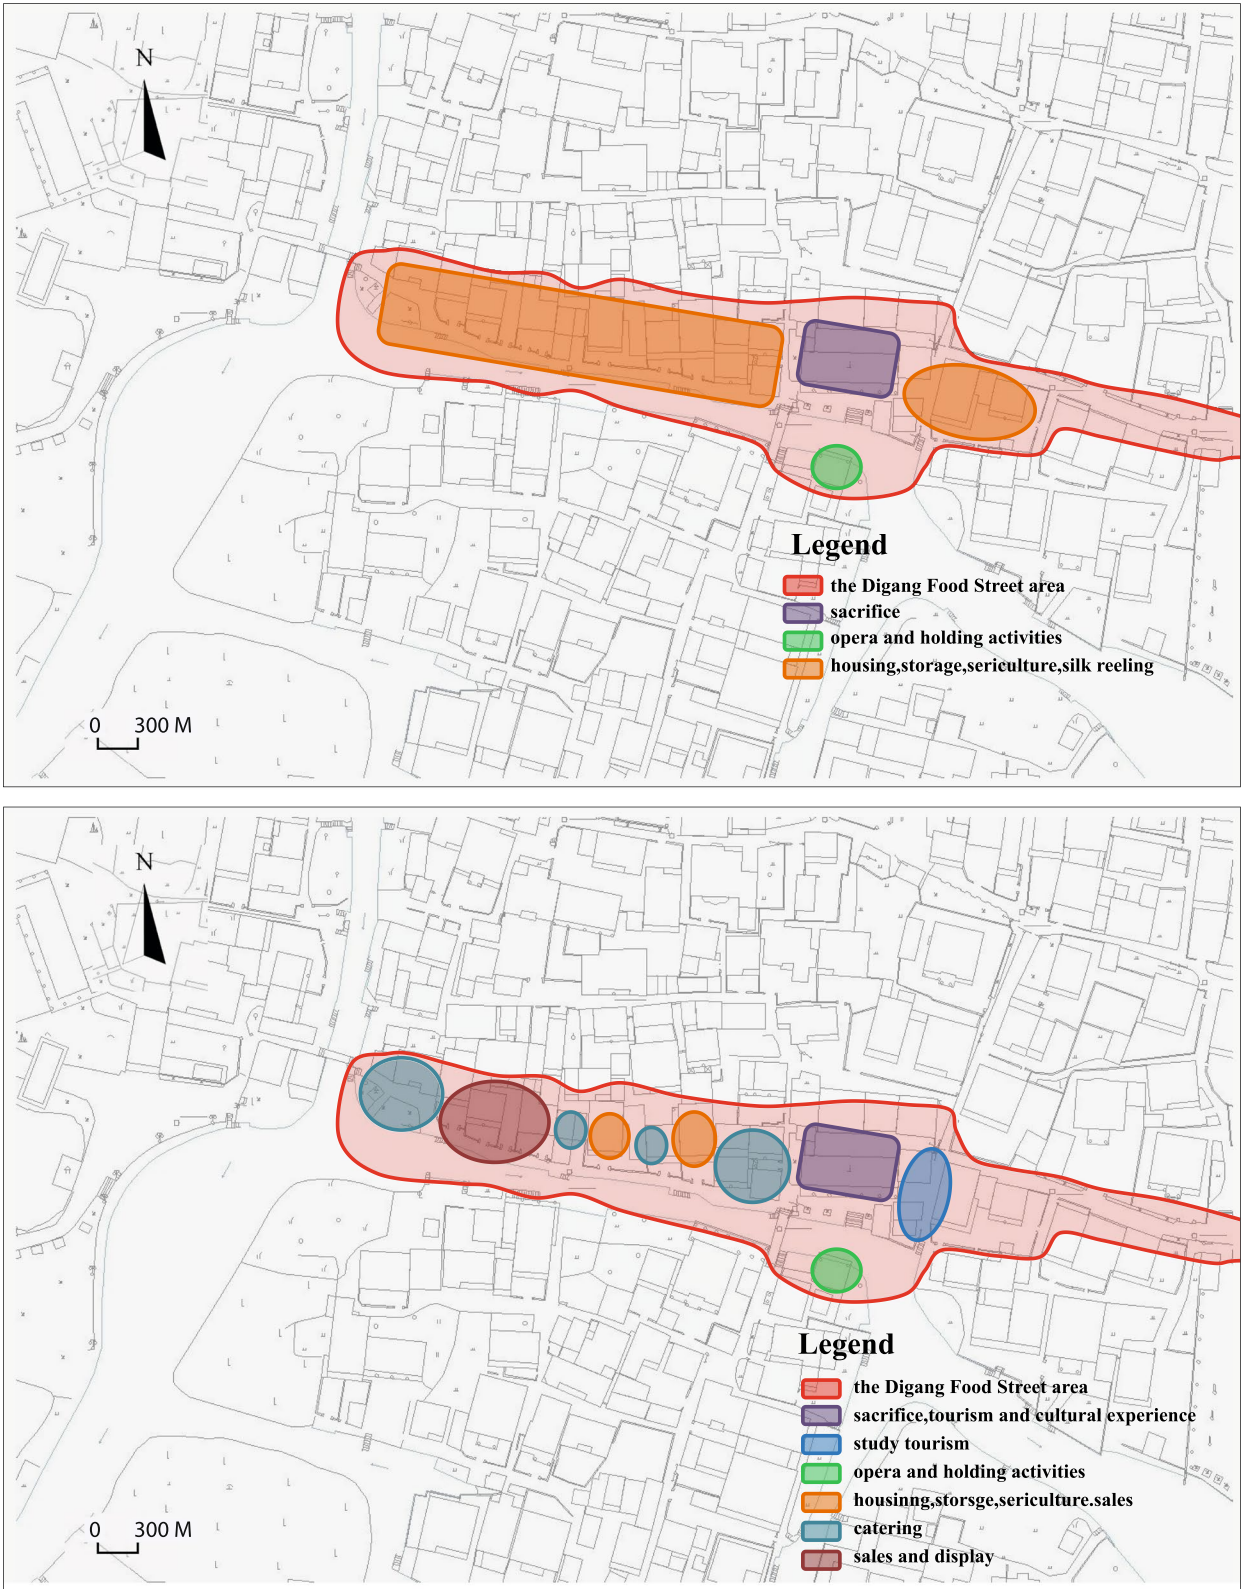 N
Legend
the Digang Food Street area
sacrifice
opera and holding activities
housing,storage,sericulture,silk reeling
0 300 M
N
Legend
the Digang Food Street area
sacrifice,tourism and cultural experience
study tourism
opera and holding activities
housinng,storsge,sericulture.sales
catering
sales and display
0 300 M